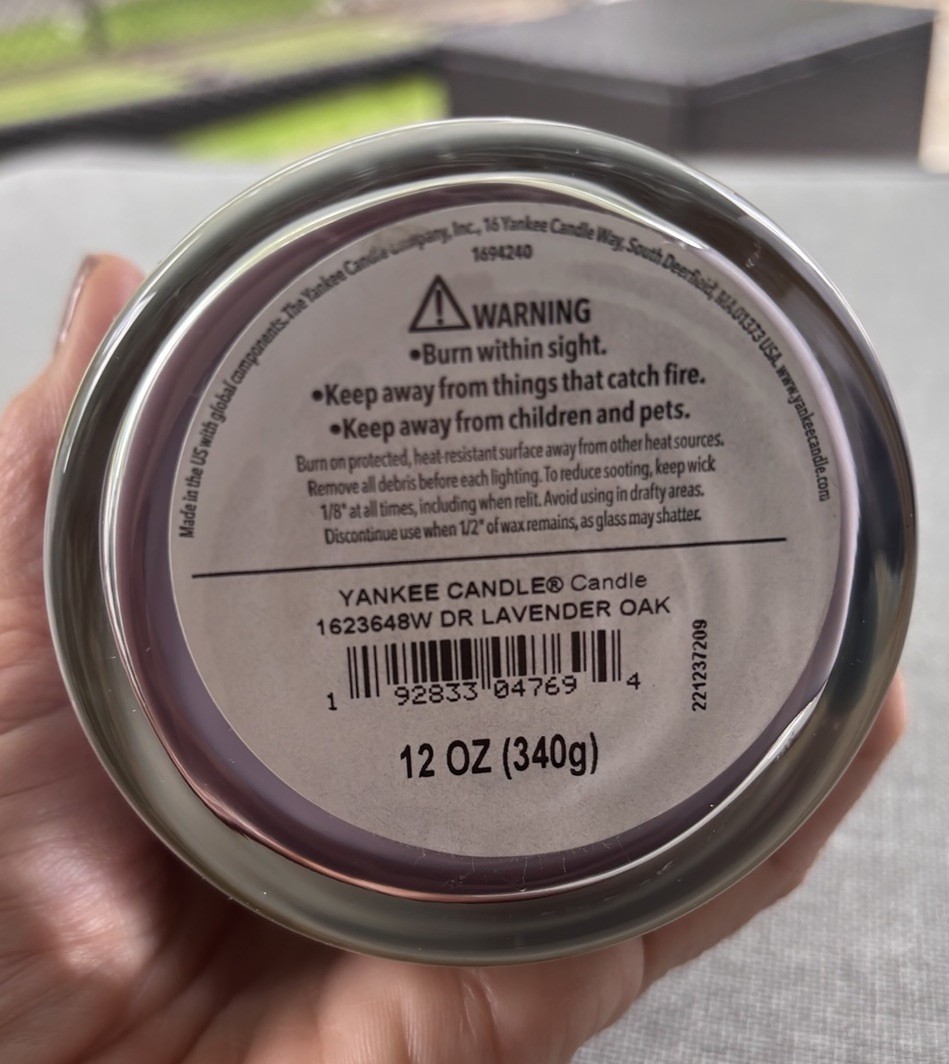 Made in the US with global components. The Yankee Candle Company, Inc., 16 Yankee Candle Way, South Deerfield, MA 01373 USA. www.yankeecandle.com
1694240
WARNING
•Burn within sight.
•Keep away from things that catch fire.
•Keep away from children and pets.
Burn on protected, heat-resistant surface away from other heat sources.
Remove all debris before each lighting. To reduce sooting, keep wick
1/8" at all times, including when relit. Avoid using in drafty areas.
Discontinue use when 1/2" of wax remains, as glass may shatter.
YANKEE CANDLE® Candle
1623648W DR LAVENDER OAK
1 92833 04769 4
221237209
12 OZ (340g)